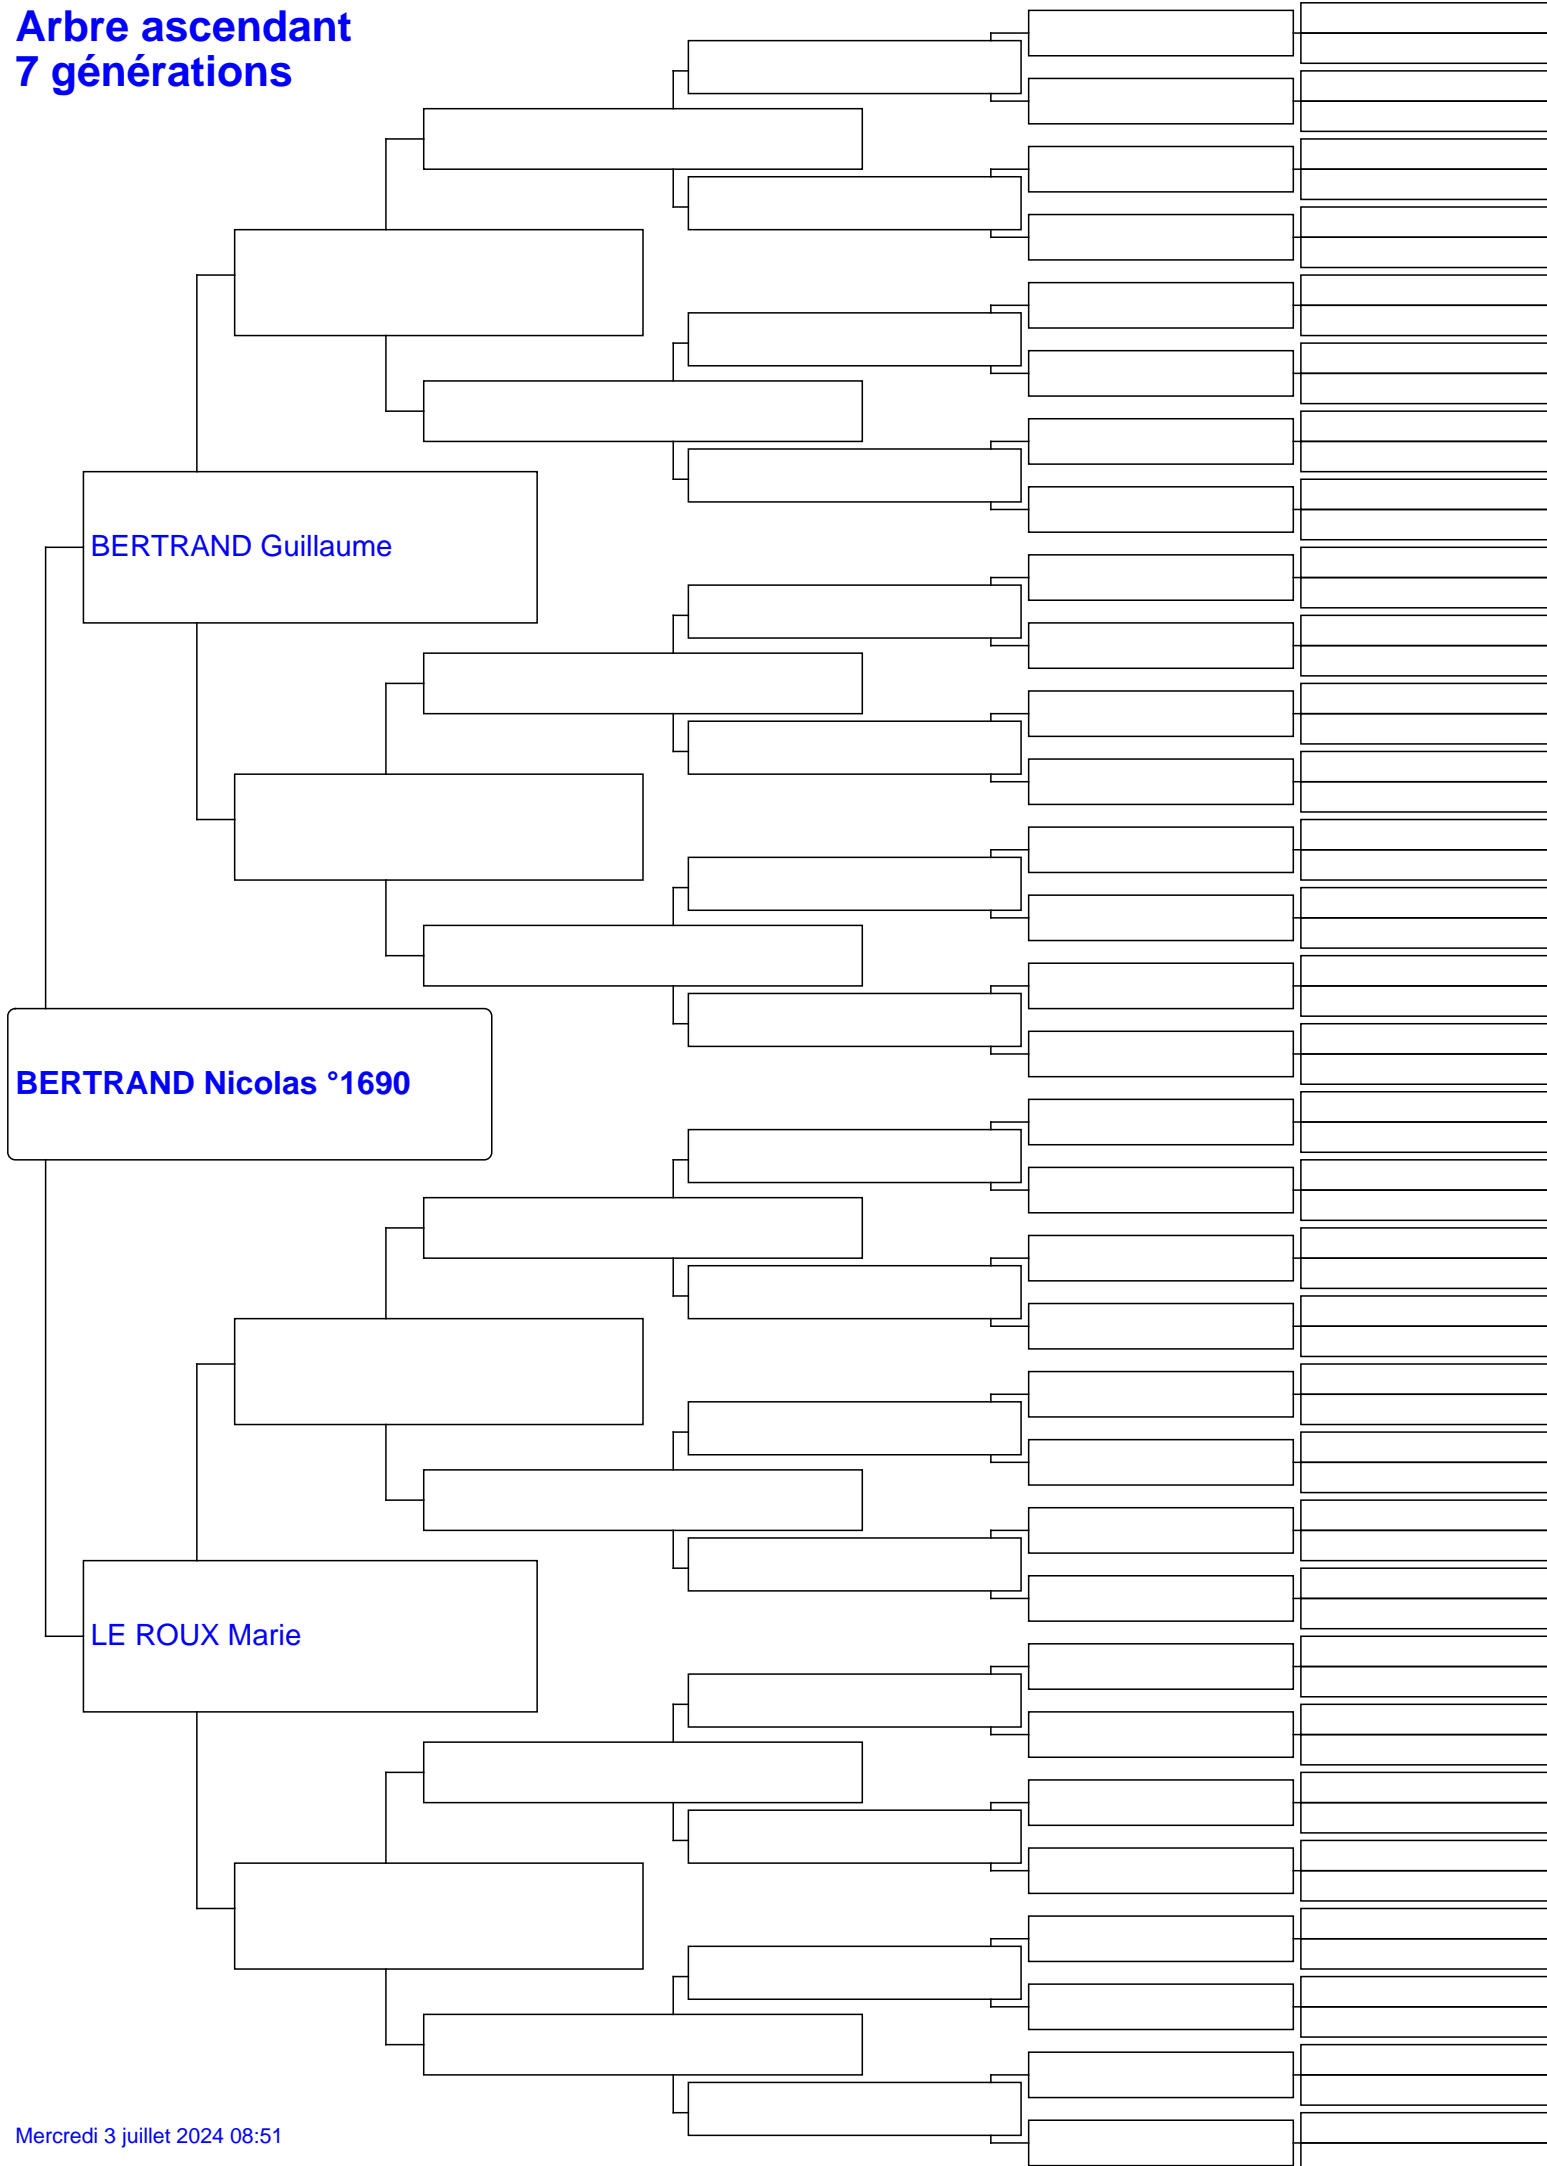 Arbre ascendant
7 générations
BERTRAND Guillaume
BERTRAND Nicolas °1690
LE ROUX Marie
Mercredi 3 juillet 2024 08:51